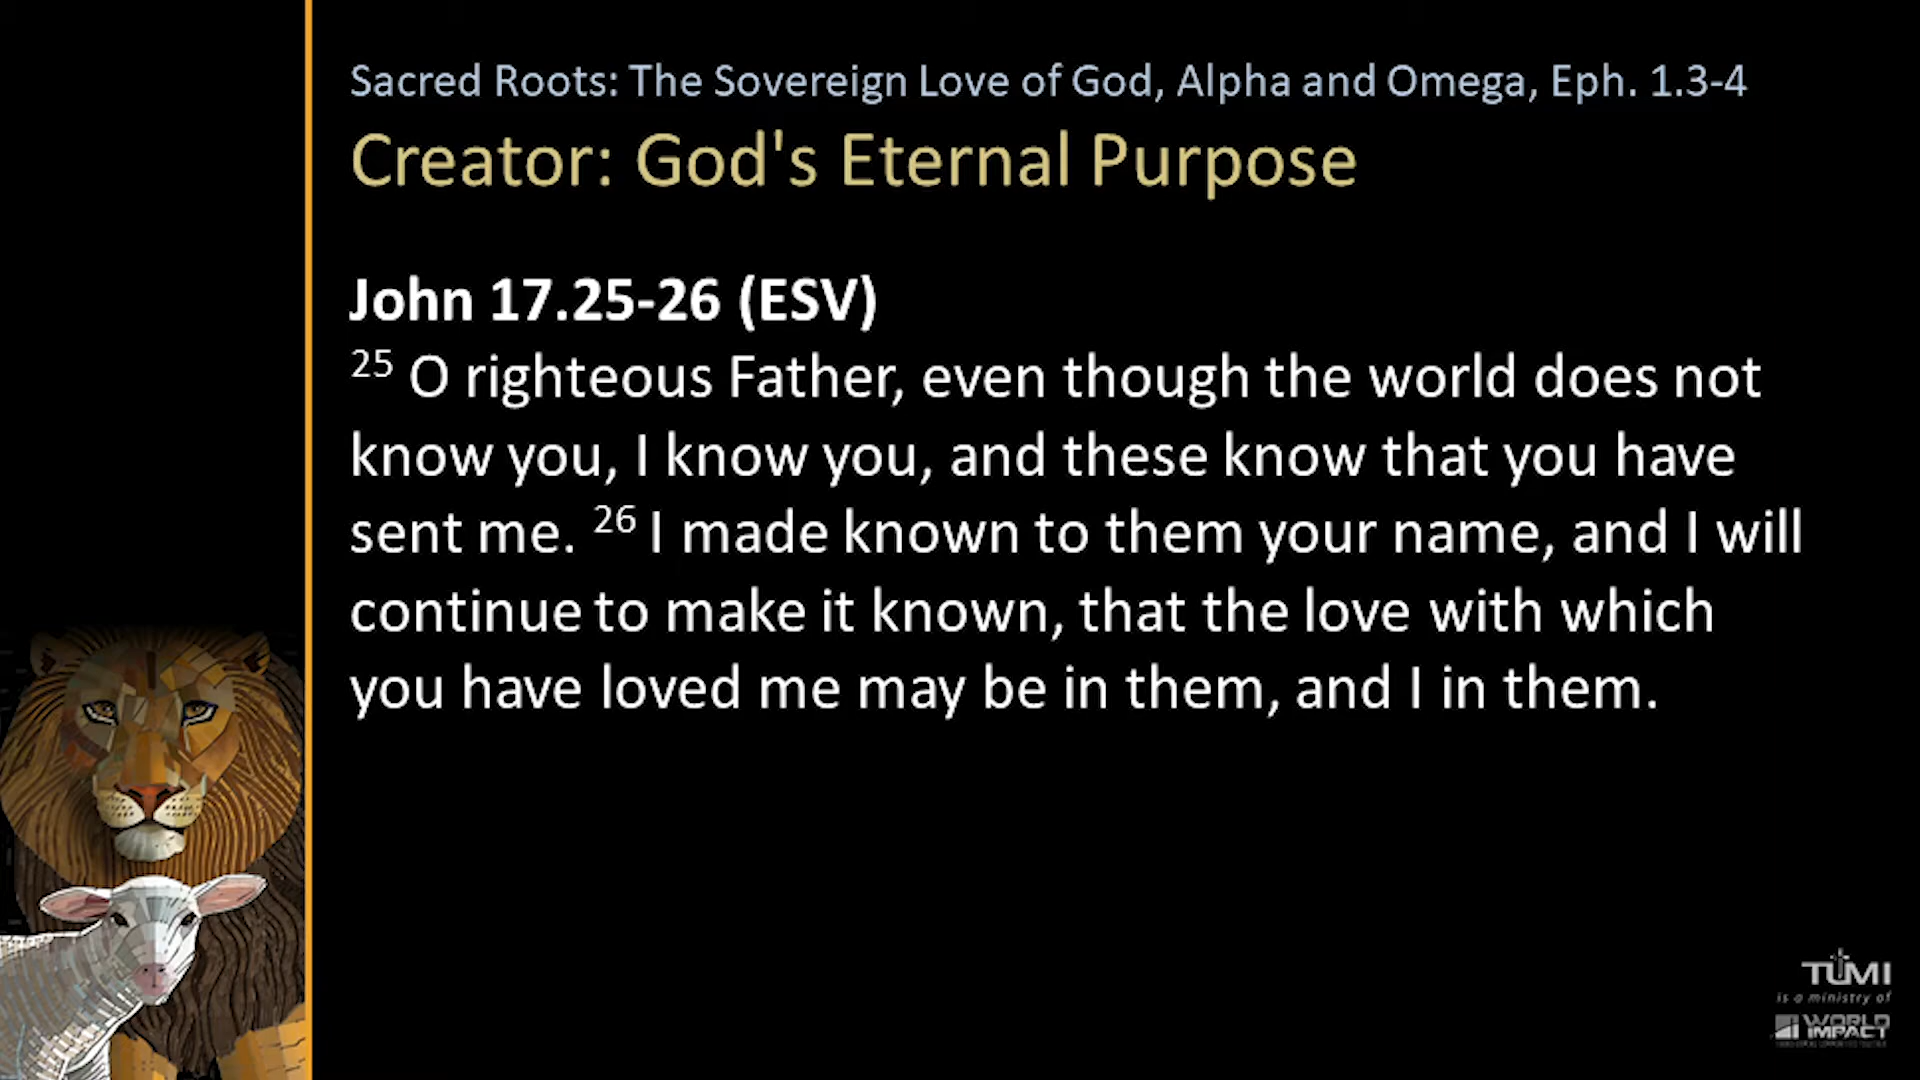 Sacred Roots: The Sovereign Love of God, Alpha and Omega, Eph. 1.3-4
Creator: God's Eternal Purpose
John 17.25-26 (ESV)
25 O righteous Father, even though the world does not
know you, I know you, and these know that you have
sent me. 26 I made known to them your name, and I will
continue to make it known, that the love with which
you have loved me may be in them, and I in them.
TUMI
is a ministry of
WORLD
IMPACT